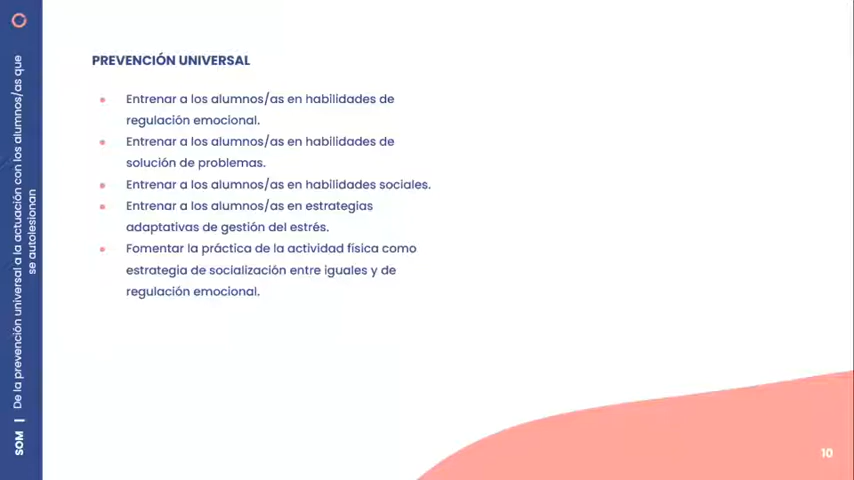 PREVENCIÓN UNIVERSAL
Entrenar a los alumnos/as en habilidades de
regulación emocional.
Entrenar a los alumnos/as en habilidades de
solución de problemas.
Entrenar a los alumnos/as en habilidades sociales.
Entrenar a los alumnos/as en estrategias
adaptativas de gestión del estrés.
Fomentar la práctica de la actividad física como
estrategia de socialización entre iguales y de
regulación emocional.
SOM | De la prevención universal a la actuación con los alumnos/as que
se autolesionan
10